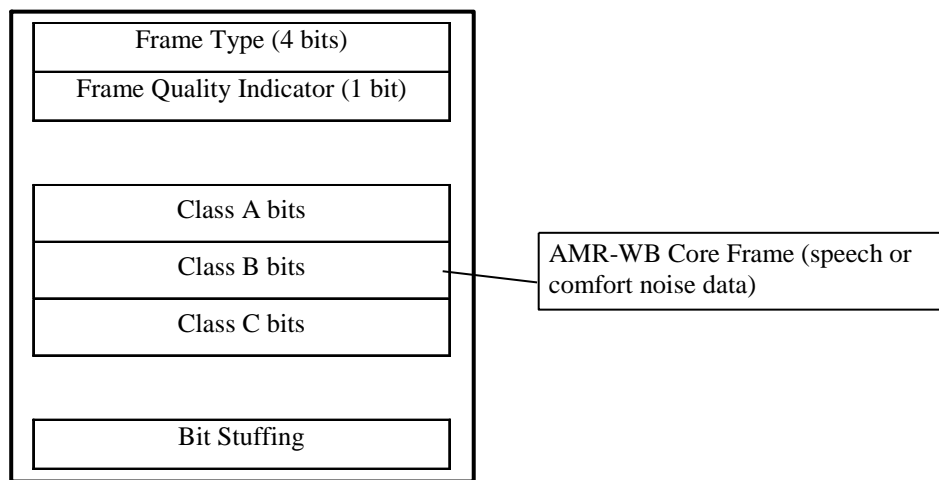 Frame Type (4 bits)
Frame Quality Indicator (1 bit)
Class A bits
Class B bits
Class C bits
AMR-WB Core Frame (speech or
comfort noise data)
Bit Stuffing